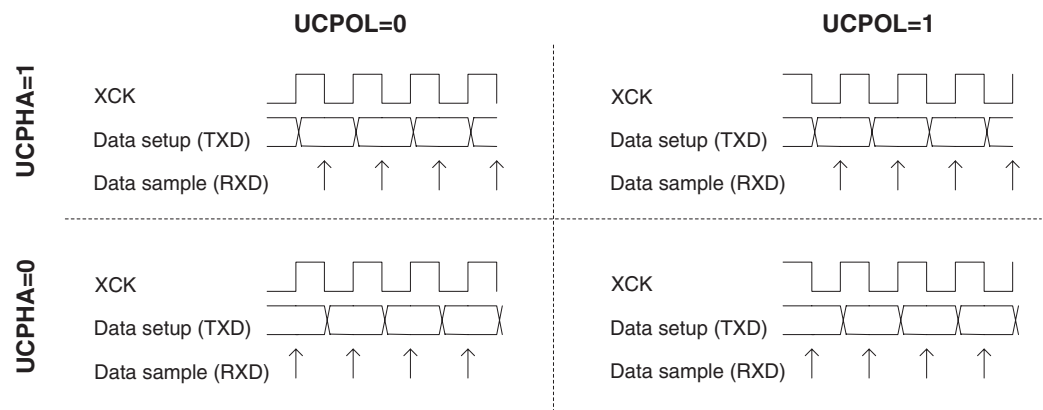 UCPOL=0
UCPOL=1
UCPHA=1
XCK
Data setup (TXD)
Data sample (RXD)
XCK
Data setup (TXD)
Data sample (RXD)
UCPHA=0
XCK
Data setup (TXD)
Data sample (RXD)
XCK
Data setup (TXD)
Data sample (RXD)